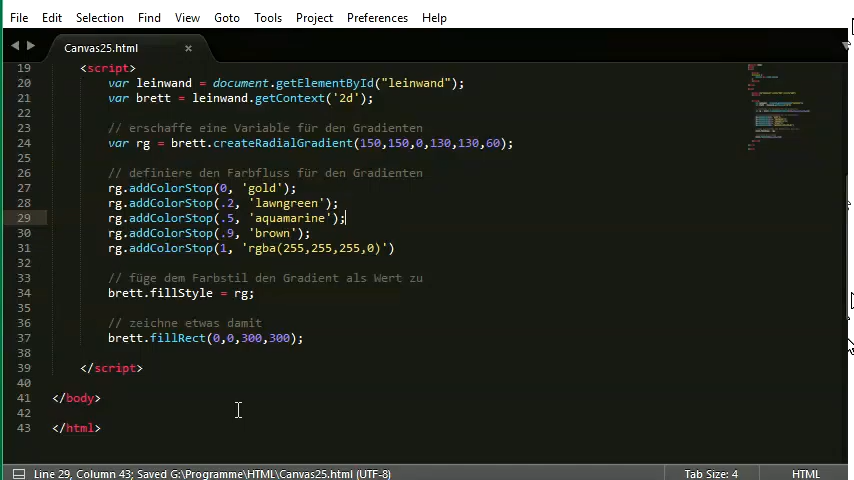 File Edit Selection Find View Goto Tools Project Preferences Help
Canvas25.html ×
19 <script>
20 var leinwand = document.getElementById("leinwand");
21 var brett = leinwand.getContext('2d');
22
23 // erschaffe eine Variable für den Gradienten
24 var rg = brett.createRadialGradient(150,150,0,130,130,60);
25
26 // definiere den Farbfluss für den Gradienten
27 rg.addColorStop(0, 'gold');
28 rg.addColorStop(.2, 'lawngreen');
29 rg.addColorStop(.5, 'aquamarine');
30 rg.addColorStop(.9, 'brown');
31 rg.addColorStop(1, 'rgba(255,255,255,0)')
32
33 // füge dem Farbstil den Gradient als Wert zu
34 brett.fillStyle = rg;
35
36 // zeichne etwas damit
37 brett.fillRect(0,0,300,300);
38
39 </script>
40
41 </body>
42
43 </html>
Line 29, Column 43; Saved G:\Programme\HTML\Canvas25.html (UTF-8) Tab Size: 4 HTML